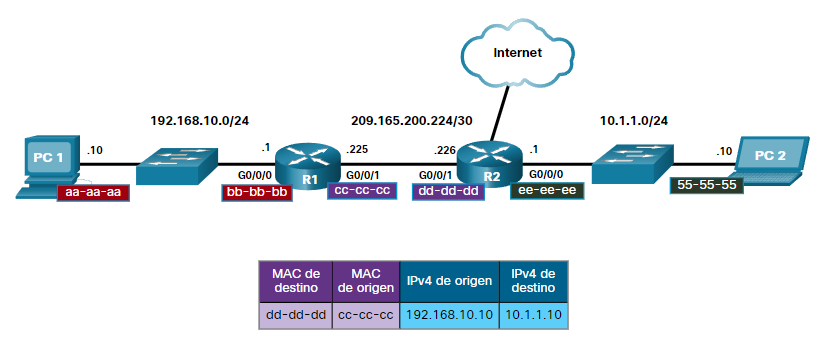 Internet
192.168.10.0/24
209.165.200.224/30
10.1.1.0/24
PC 1
.10
.1
R1
.225
.226
R2
.1
.10
PC 2
G0/0/0
G0/0/1
G0/0/1
G0/0/0
aa-aa-aa
bb-bb-bb
cc-cc-cc
dd-dd-dd
ee-ee-ee
55-55-55
MAC de destino
MAC de origen
IPv4 de origen
IPv4 de destino
dd-dd-dd
cc-cc-cc
192.168.10.10
10.1.1.10